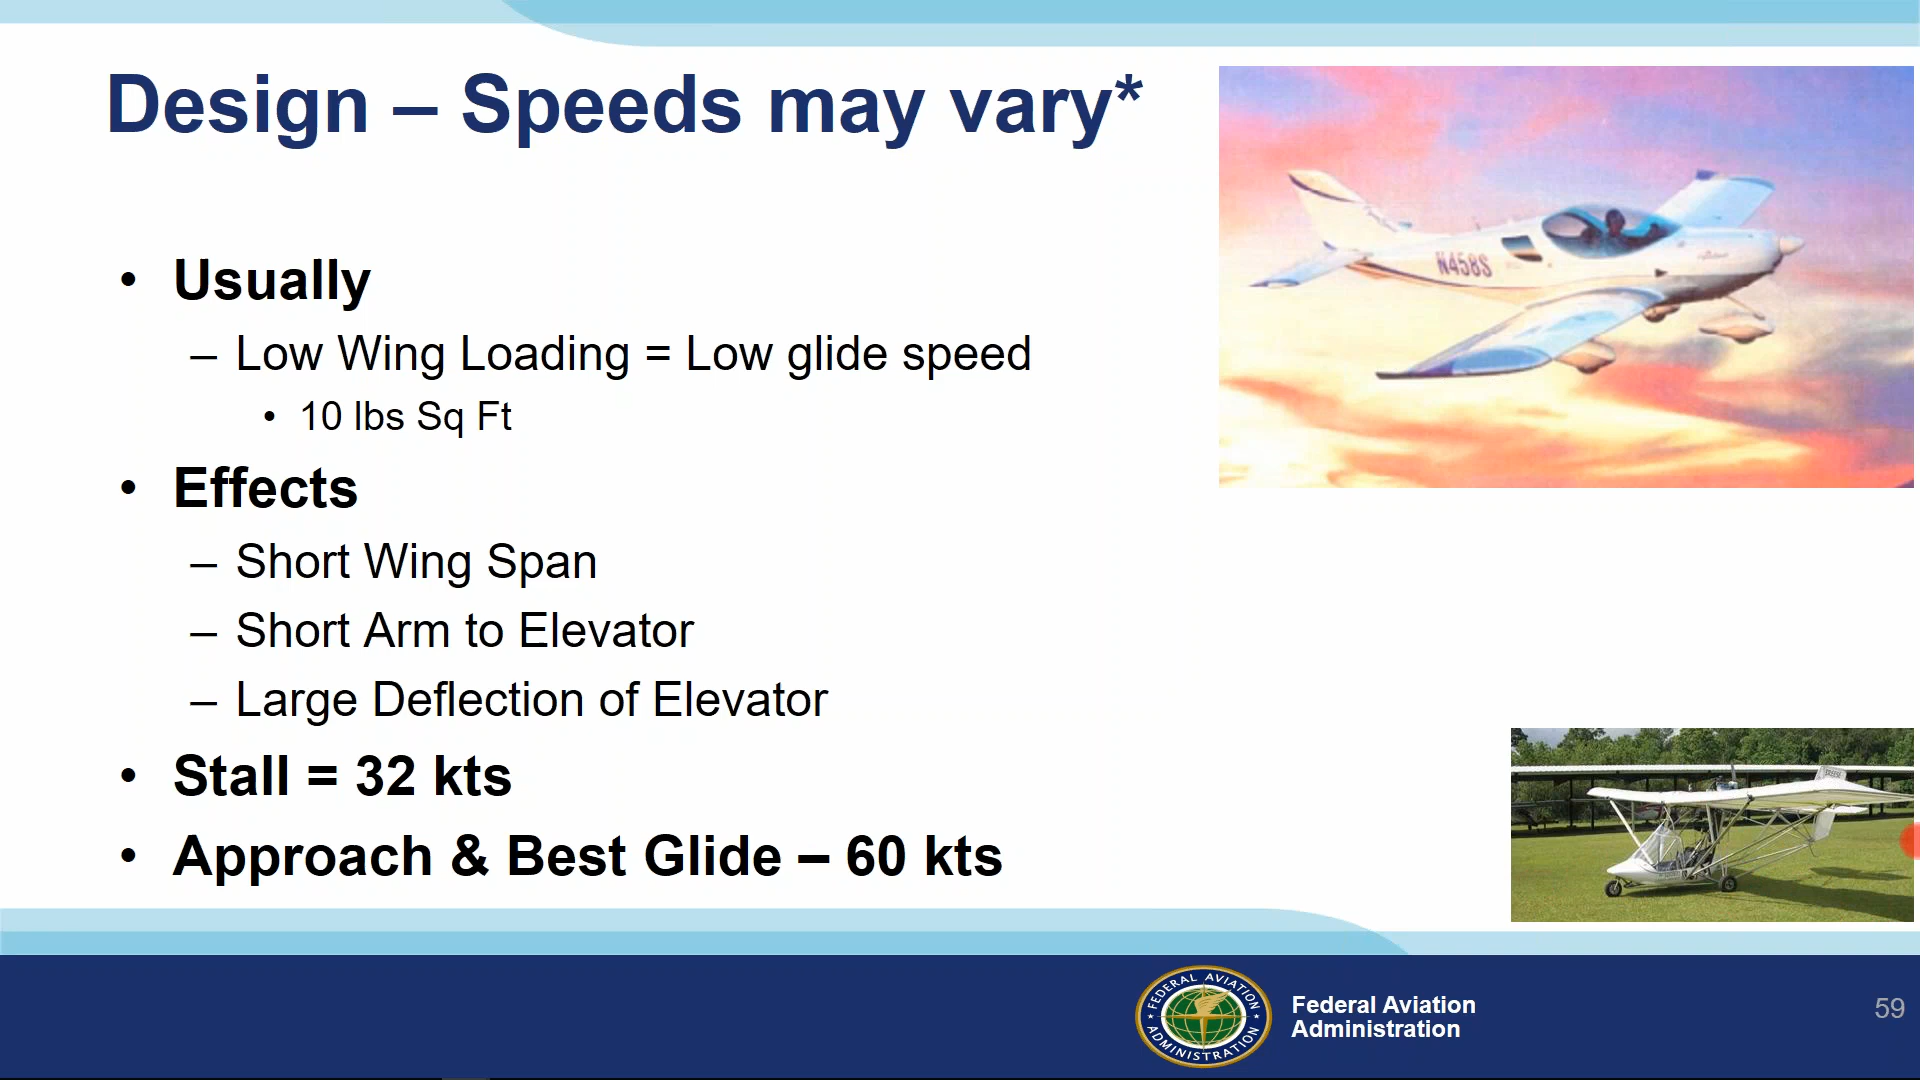 Design – Speeds may vary*
• Usually
– Low Wing Loading = Low glide speed
• 10 lbs Sq Ft
• Effects
– Short Wing Span
– Short Arm to Elevator
– Large Deflection of Elevator
• Stall = 32 kts
• Approach & Best Glide – 60 kts
N458S
FEDERAL AVIATION
ADMINISTRATION
Federal Aviation
Administration
59